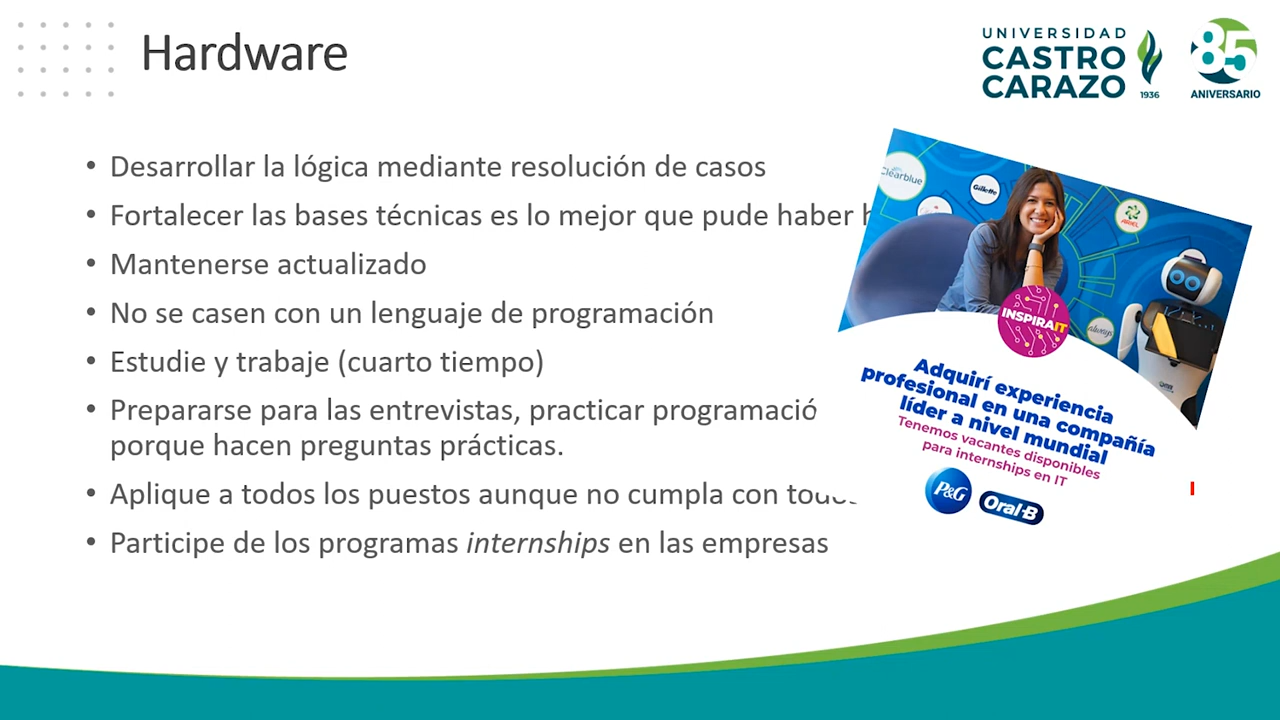 Hardware
UNIVERSIDAD
CASTRO
CARAZO
1936
85
ANIVERSARIO
• Desarrollar la lógica mediante resolución de casos
• Fortalecer las bases técnicas es lo mejor que pude haber
• Mantenerse actualizado
• No se casen con un lenguaje de programación
• Estudie y trabaje (cuarto tiempo)
• Prepararse para las entrevistas, practicar programació
porque hacen preguntas prácticas.
• Aplique a todos los puestos aunque no cumpla con todos
• Participe de los programas internships en las empresas
Clearblue
Gillette
ARIEL
always
INSPIRAIT
Adquirí experiencia
profesional en una compañía
líder a nivel mundial
Tenemos vacantes disponibles
para internships en IT
P&G
Oral-B